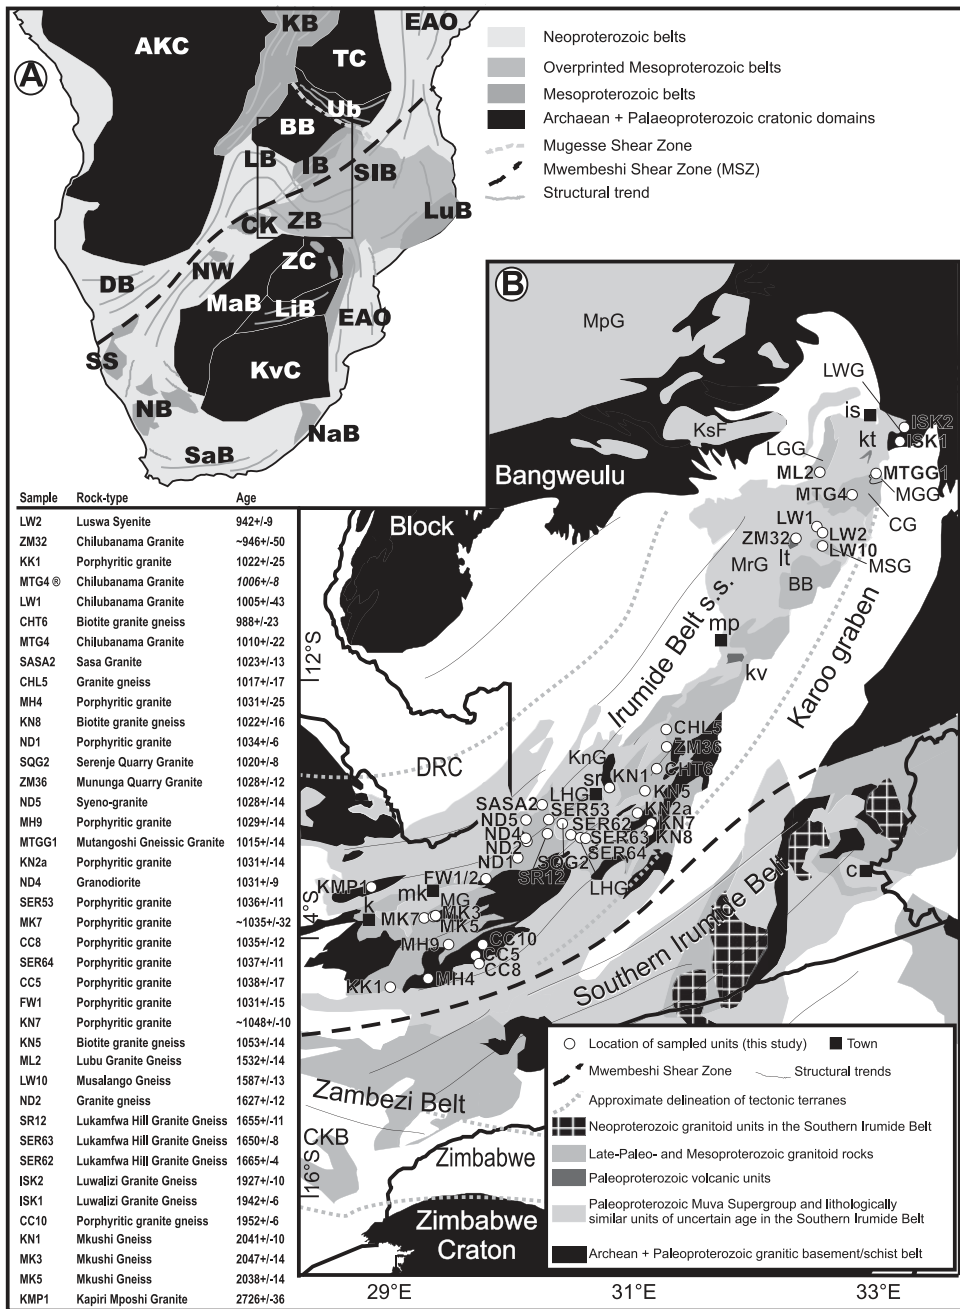 A
AKC
KB
EAO
TC
Ub
BB
LB
IB
SIB
LuB
CK
ZB
ZC
DB
NW
MaB
LiB
EAO
SS
KvC
NB
NaB
SaB
Neoproterozoic belts
Overprinted Mesoproterozoic belts
Mesoproterozoic belts
Archaean + Palaeoproterozoic cratonic domains
Mugesse Shear Zone
Mwembeshi Shear Zone (MSZ)
Structural trend
Sample Rock-type Age
LW2 Luswa Syenite 942+/-9
ZM32 Chilubanama Granite ~946+/-50
KK1 Porphyritic granite 1022+/-25
MTG4 ® Chilubanama Granite 1006+/-8
LW1 Chilubanama Granite 1005+/-43
CHT6 Biotite granite gneiss 988+/-23
MTG4 Chilubanama Granite 1010+/-22
SASA2 Sasa Granite 1023+/-13
CHL5 Granite gneiss 1017+/-17
MH4 Porphyritic granite 1031+/-25
KN8 Biotite granite gneiss 1022+/-16
ND1 Porphyritic granite 1034+/-6
SQG2 Serenje Quarry Granite 1020+/-8
ZM36 Mununga Quarry Granite 1028+/-12
ND5 Syeno-granite 1028+/-14
MH9 Porphyritic granite 1029+/-14
MTGG1 Mutangoshi Gneissic Granite 1015+/-14
KN2a Porphyritic granite 1031+/-14
ND4 Granodiorite 1031+/-9
SER53 Porphyritic granite 1036+/-11
MK7 Porphyritic granite ~1035+/-32
CC8 Porphyritic granite 1035+/-12
SER64 Porphyritic granite 1037+/-11
CC5 Porphyritic granite 1038+/-17
FW1 Porphyritic granite 1031+/-15
KN7 Porphyritic granite ~1048+/-10
KN5 Biotite granite gneiss 1053+/-14
ML2 Lubu Granite Gneiss 1532+/-14
LW10 Musalango Gneiss 1587+/-13
ND2 Granite gneiss 1627+/-12
SR12 Lukamfwa Hill Granite Gneiss 1655+/-11
SER63 Lukamfwa Hill Granite Gneiss 1650+/-8
SER62 Lukamfwa Hill Granite Gneiss 1665+/-4
ISK2 Luwalizi Granite Gneiss 1927+/-10
ISK1 Luwalizi Granite Gneiss 1942+/-6
CC10 Porphyritic granite gneiss 1952+/-6
KN1 Mkushi Gneiss 2041+/-10
MK3 Mkushi Gneiss 2047+/-14
MK5 Mkushi Gneiss 2038+/-14
KMP1 Kapiri Mposhi Granite 2726+/-36
B
MpG
LWG
is
ISK2
KsF
kt
ISK1
LGG
Bangweulu
ML2
MTGG1
MTG4
MGG
Block
CG
LW1
ZM32
LW2
LW10
lt
MrG
MSG
BB
Irumide Belt s.s.
mp
Karoo graben
12°S
kv
CHL5
ZM36
DRC
KnG
CHT6
sr
KN1
KN5
LHG
SASA2
SER53
KN2a
ND5
SER62
KN7
ND4
SER63
KN8
ND2
SER64
SQG2
ND1
SR12
LHG
KMP1
FW1/2
mk
c
k
MG
14°S
MK7
MK3
MK5
MH9
CC10
CC5
CC8
MH4
KK1
Southern Irumide Belt
Zambezi Belt
CKB
Zimbabwe
16°S
Zimbabwe
Craton
Location of sampled units (this study) Town
Mwembeshi Shear Zone Structural trends
Approximate delineation of tectonic terranes
Neoproterozoic granitoid units in the Southern Irumide Belt
Late-Paleo- and Mesoproterozoic granitoid rocks
Paleoproterozoic volcanic units
Paleoproterozoic Muva Supergroup and lithologically
similar units of uncertain age in the Southern Irumide Belt
Archean + Paleoproterozoic granitic basement/schist belt
29°E 31°E 33°E